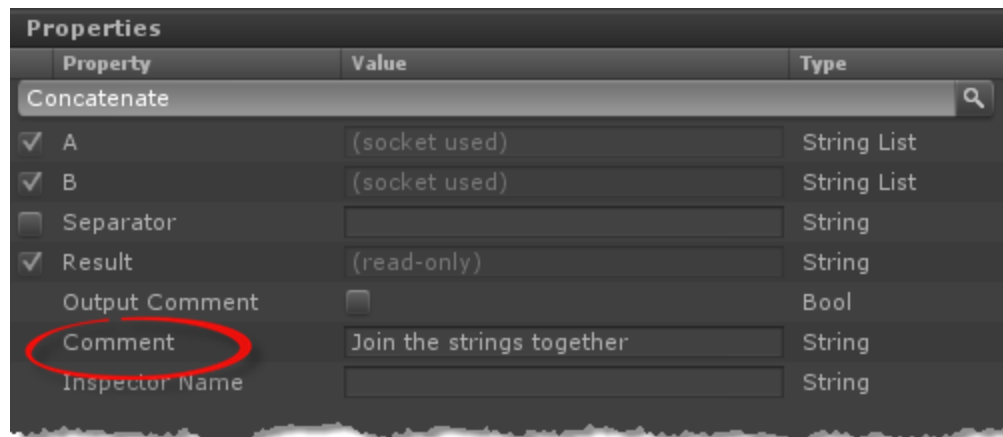 Properties
Property Value Type
Concatenate
A (socket used) String List
B (socket used) String List
Separator String
Result (read-only) String
Output Comment Bool
Comment Join the strings together String
Inspector Name String